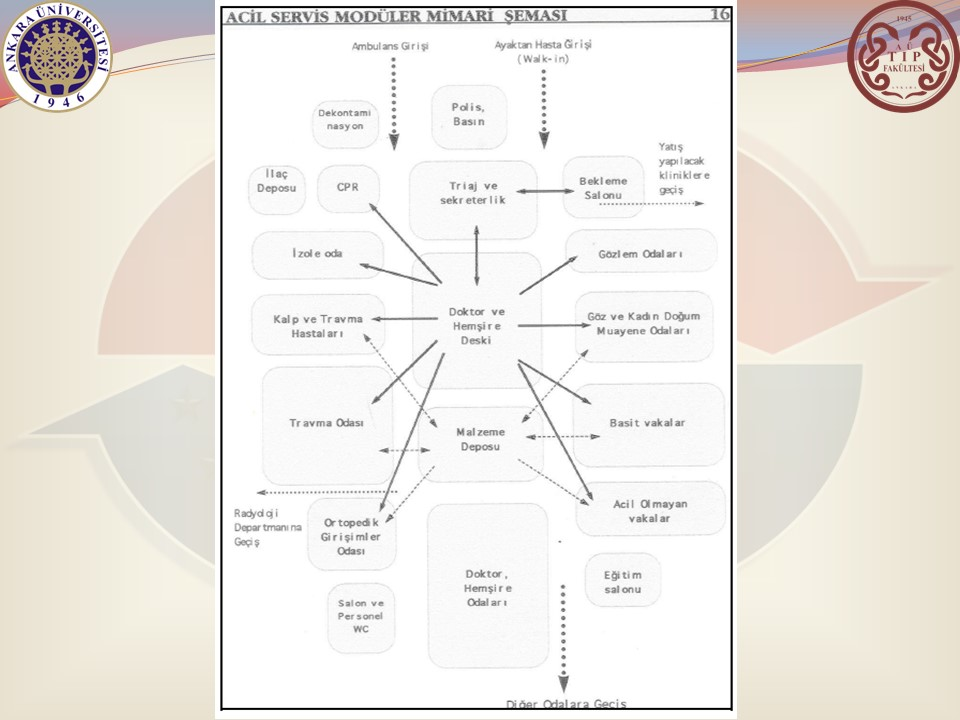 ACİL SERVİS MODÜLER MİMARİ ŞEMASI 16
ANKARA ÜNİVERSİTESİ
1946
1945
A Ü
TIP
FAKÜLTESİ
ANKARA
Ambulans Girişi
Ayaktan Hasta Girişi
(Walk-in)
Dekontami
nasyon
Polis,
Basın
Yatış
yapılacak
kliniklere
geçiş
İlaç
Deposu
CPR
Triaj ve
sekreterlik
Bekleme
Salonu
İzole oda
Gözlem Odaları
Kalp ve Travma
Hastaları
Doktor ve
Hemşire
Deski
Göz ve Kadın Doğum
Muayene Odaları
Travma Odası
Malzeme
Deposu
Basit vakalar
Radyoloji
Departmanına
Geçiş
Ortopedik
Girişimler
Odası
Acil Olmayan
vakalar
Doktor,
Hemşire
Odaları
Eğitim
salonu
Salon ve
Personel
WC
Diğer Odalara Geçiş